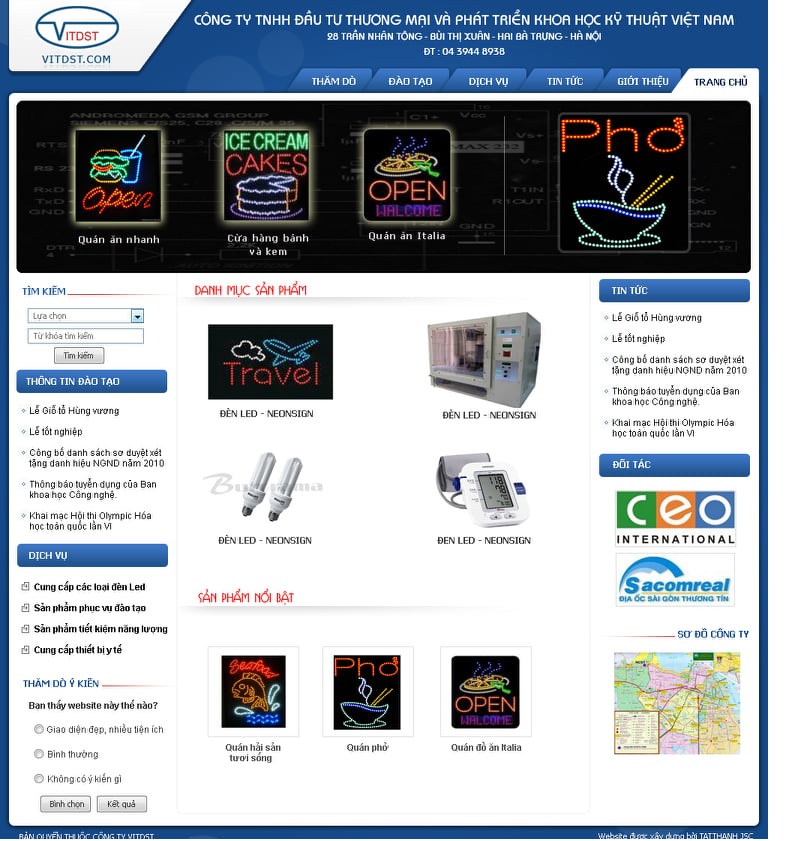 VITDST
VITDST.COM
CÔNG TY TNHH ĐẦU TƯ THƯƠNG MẠI VÀ PHÁT TRIỂN KHOA HỌC KỸ THUẬT VIỆT NAM
28 TRẦN NHÂN TÔNG - BÙI THỊ XUÂN - HAI BÀ TRƯNG - HÀ NỘI
ĐT : 04 3944 8938
THĂM DÒ ĐÀO TẠO DỊCH VỤ TIN TỨC GIỚI THIỆU TRANG CHỦ
ANDROMEDA GSM GROUP
Open
ICE CREAM
CAKES
OPEN
WALCOME
Phở
Quán ăn nhanh
Cửa hàng bánh
và kem
Quán ăn Italia
TÌM KIẾM
Lựa chọn
Từ khóa tìm kiếm
Tìm kiếm
THÔNG TIN ĐÀO TẠO
Lễ Giỗ tổ Hùng vương
Lễ tốt nghiệp
Công bố danh sách sơ duyệt xét
tặng danh hiệu NGND năm 2010
Thông báo tuyển dụng của Ban
khoa học Công nghệ.
Khai mạc Hội thi Olympic Hóa
học toán quốc lần VI
DỊCH VỤ
Cung cấp các loại đèn Led
Sản phẩm phục vụ đào tạo
Sản phẩm tiết kiệm năng lượng
Cung cấp thiết bị y tế
THĂM DÒ Ý KIẾN
Bạn thấy website này thế nào?
Giao diện đẹp, nhiều tiện ích
Bình thường
Không có ý kiến gì
Bình chọn Kết quả
DANH MỤC SẢN PHẨM
Travel
ĐÈN LED - NEONSIGN
ĐÈN LED - NEONSIGN
ĐÈN LED - NEONSIGN
ĐEN LED - NEONSIGN
SẢN PHẨM NỔI BẬT
Seafood
Phở
OPEN
WALCOME
Quán hải sản
tươi sống
Quán phở
Quán đồ ăn Italia
TIN TỨC
Lễ Giỗ tổ Hùng vương
Lễ tốt nghiệp
Công bố danh sách sơ duyệt xét
tặng danh hiệu NGND năm 2010
Thông báo tuyển dụng của Ban
khoa học Công nghệ.
Khai mạc Hội thi Olympic Hóa
học toán quốc lần VI
ĐỐI TÁC
ceo
INTERNATIONAL
Sacomreal
ĐỊA ỐC SÀI GÒN THƯƠNG TÍN
SƠ ĐỒ CÔNG TY
BẢN QUYỀN THUỘC CÔNG TY VITDST
Website được xây dựng bởi TATTHANH JSC